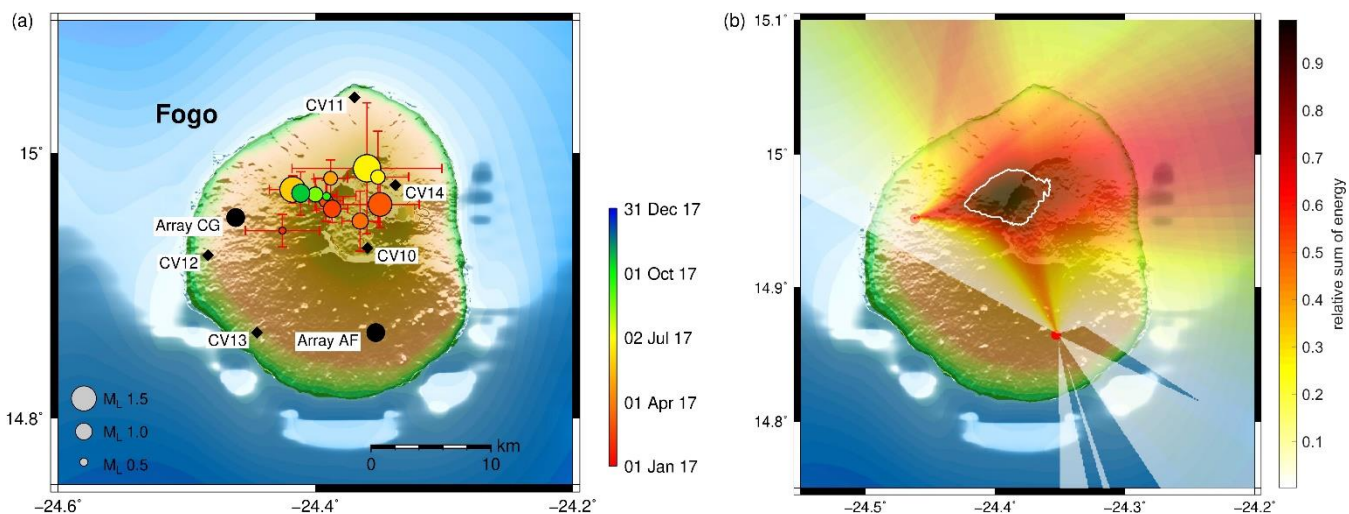 (a)
Fogo
CV11
CV14
Array CG
CV12
CV10
CV13
Array AF
M_L 1.5
M_L 1.0
M_L 0.5
km
0 10
15°
14.8°
−24.6° −24.4° −24.2°
31 Dec 17
01 Oct 17
02 Jul 17
01 Apr 17
01 Jan 17
(b)
15.1°
15°
14.9°
14.8°
−24.5° −24.4° −24.3° −24.2°
0.9
0.8
0.7
0.6
0.5
0.4
0.3
0.2
0.1
relative sum of energy